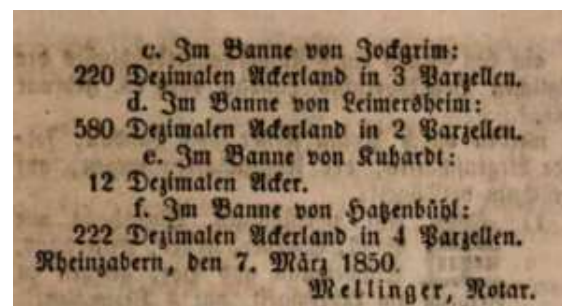 c. Im Banne von Jockgrim:
220 Dezimalen Ackerland in 3 Parzellen.
d. Im Banne von Leimersheim:
580 Dezimalen Ackerland in 2 Parzellen.
e. Im Banne von Kuhardt:
12 Dezimalen Acker.
f. Im Banne von Hatzenbühl:
222 Dezimalen Ackerland in 4 Parzellen.
Rheinzabern, den 7. März 1850.
Mellinger, Notar.